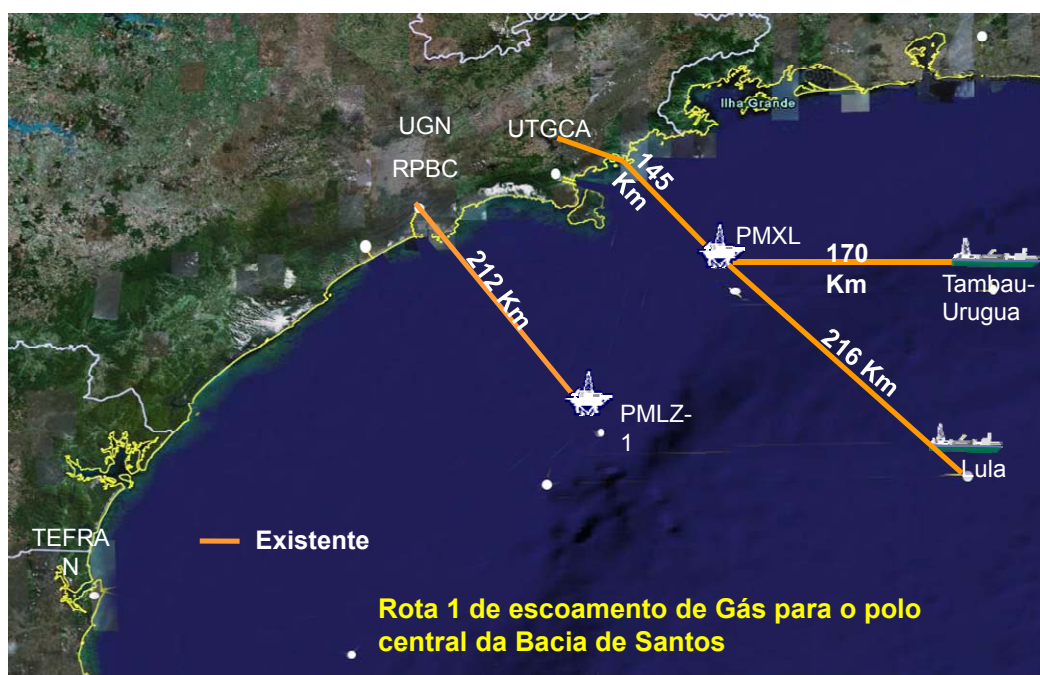 Ilha Grande
UGN
RPBC
UTGCA
145
Km
PMXL
170
Km
Tambau-
Urugua
212 Km
216 Km
PMLZ-
1
Lula
TEFRA
N
Existente
Rota 1 de escoamento de Gás para o polo
central da Bacia de Santos